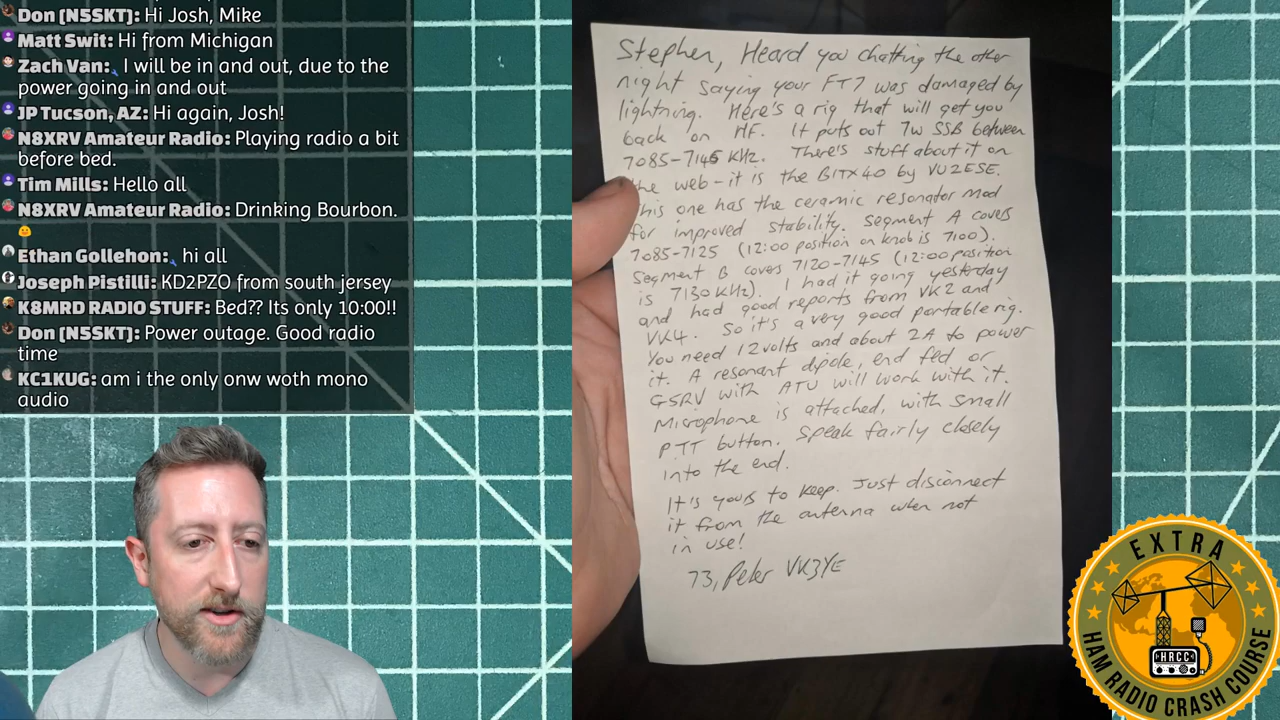 Don (N5SKT): Hi Josh, Mike
Matt Swit: Hi from Michigan
Zach Van: I will be in and out, due to the
power going in and out
JP Tucson, AZ: Hi again, Josh!
N8XRV Amateur Radio: Playing radio a bit
before bed.
Tim Mills: Hello all
N8XRV Amateur Radio: Drinking Bourbon.
Ethan Gollehon: hi all
Joseph Pistilli: KD2PZO from south jersey
K8MRD RADIO STUFF: Bed?? Its only 10:00!!
Don (N5SKT): Power outage. Good radio
time
KC1KUG: am i the only onw woth mono
audio
Stephen, Heard you chatting the other
night saying your FT7 was damaged by
lightning. Here's a rig that will get you
back on HF. It puts out 7w SSB between
7085-7145 KHz. There's stuff about it on
the web - it is the BITX40 by VU2ESE.
This one has the ceramic resonator mod
for improved stability. Segment A covers
7085-7125 (12:00 position on knob is 7100).
Segment B covers 7120-7145 (12:00 position
is 7130 KHz). I had it going yesterday
and had good reports from VK2 and
VK4. So it's a very good portable rig.
You need 12 volts and about 2A to power
it. A resonant dipole, end fed or
G5RV with ATU will work with it.
Microphone is attached, with small
PTT button. Speak fairly closely
into the end.
It's yours to keep. Just disconnect
it from the antenna when not
in use!
73, Peter VK3YE
EXTRA
HRCC
HAM RADIO CRASH COURSE